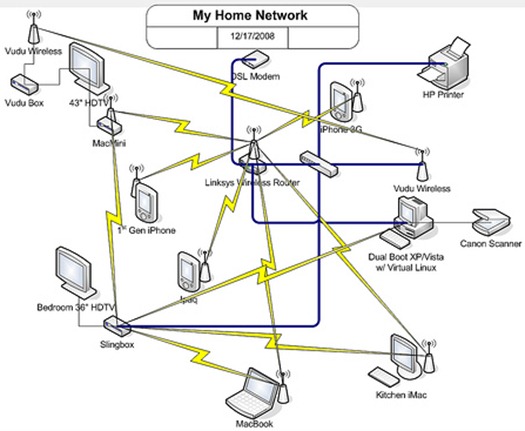 My Home Network
12/17/2008
Vudu Wireless
DSL Modem
Vudu Box
43" HDTV
HP Printer
MacMini
iPhone 3G
Linksys Wireless Router
Vudu Wireless
1st Gen iPhone
Canon Scanner
Dual Boot XP/Vista
w/ Virtual Linux
Ipaq
Bedroom 36" HDTV
Slingbox
Kitchen iMac
MacBook